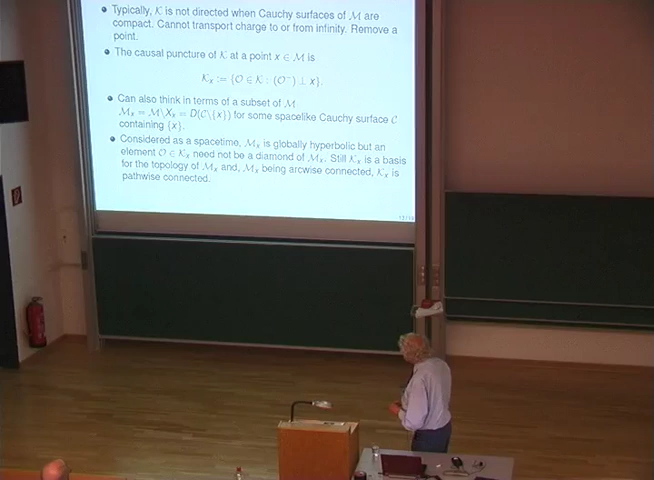 • Typically, 𝒦 is not directed when Cauchy surfaces of ℳ are
compact. Cannot transport charge to or from infinity. Remove a
point.
• The causal puncture of 𝒦 at a point x ∈ ℳ is
𝒦ₓ := {𝒪 ∈ 𝒦 : (𝒪⁻) ⊥ x}.
• Can also think in terms of a subset of ℳ
ℳₓ = ℳ\Xₓ = D(𝒞\{x}) for some spacelike Cauchy surface 𝒞
containing {x}.
• Considered as a spacetime, ℳₓ is globally hyperbolic but an
element 𝒪 ∈ 𝒦ₓ need not be a diamond of ℳₓ. Still 𝒦ₓ is a basis
for the topology of ℳₓ and, ℳₓ being arcwise connected, 𝒦ₓ is
pathwise connected.